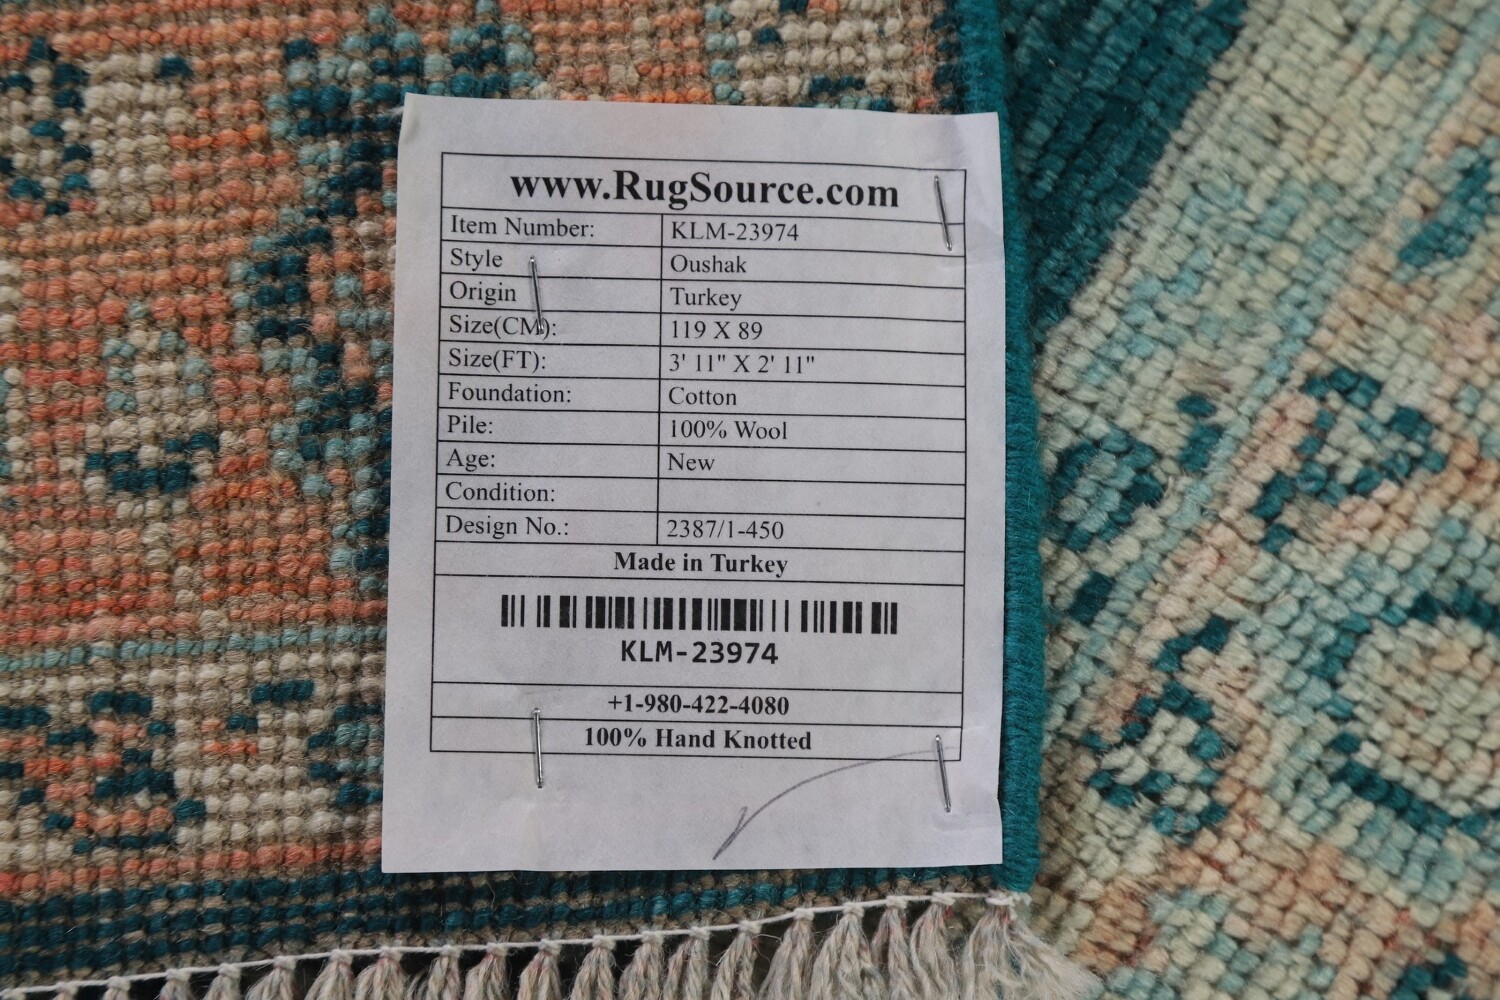 www.RugSource.com
Item Number: KLM-23974
Style Oushak
Origin Turkey
Size(CM): 119 X 89
Size(FT): 3' 11" X 2' 11"
Foundation: Cotton
Pile: 100% Wool
Age: New
Condition:
Design No.: 2387/1-450
Made in Turkey
KLM-23974
+1-980-422-4080
100% Hand Knotted